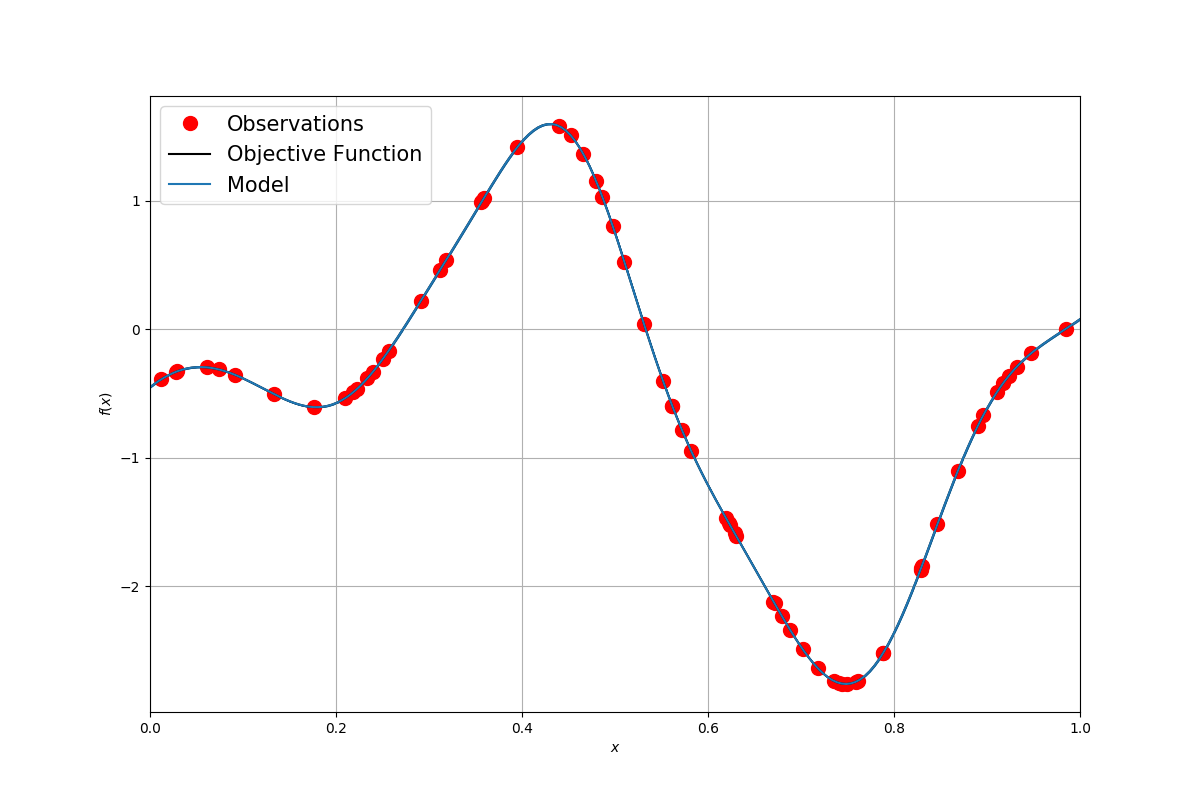 Observations
Objective Function
Model
1
0
−1
−2
f(x)
0.0 0.2 0.4 0.6 0.8 1.0
x